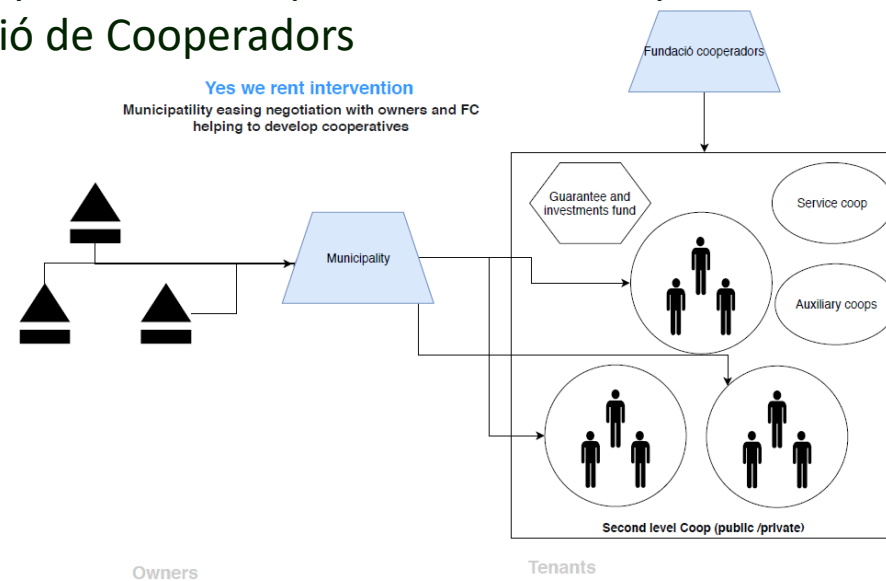 ió de Cooperadors
Fundació cooperadors
Yes we rent intervention
Municipatility easing negotiation with owners and FC
helping to develop cooperatives
Guarantee and
investments fund
Service coop
Municipality
Auxiliary coops
Second level Coop (public /private)
Owners
Tenants